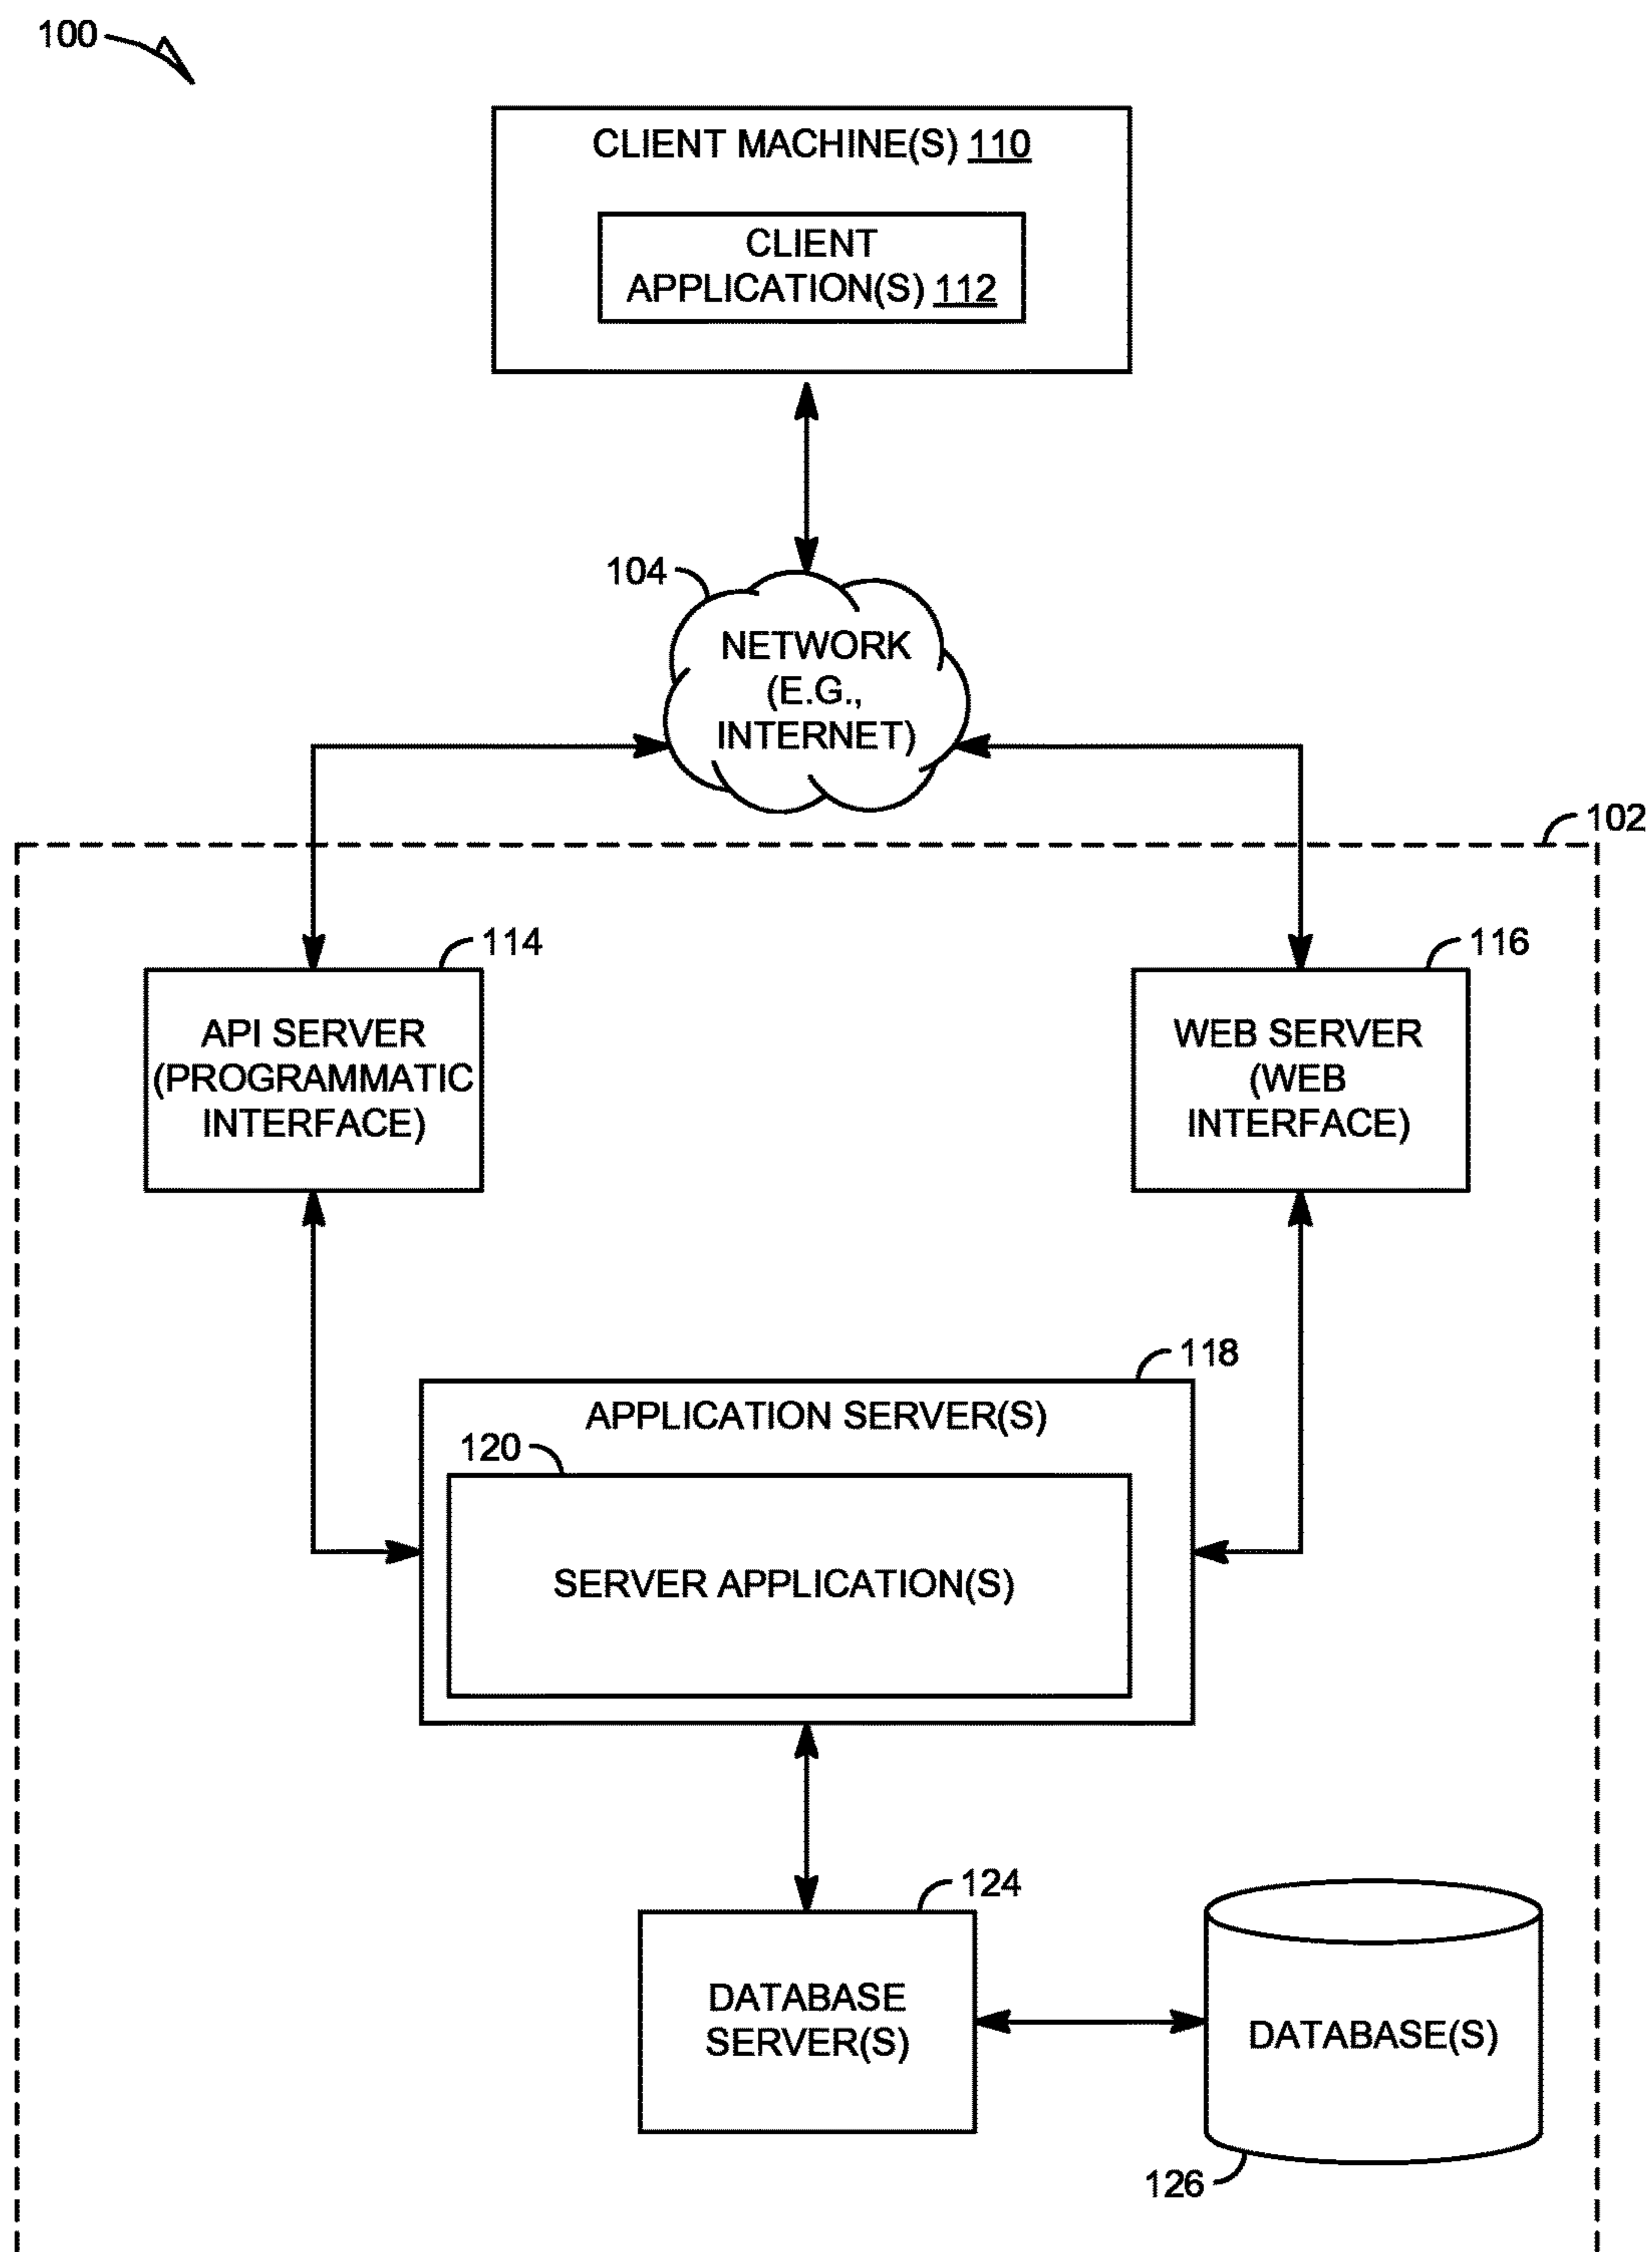 100
CLIENT MACHINE(S) 110
CLIENT
APPLICATION(S) 112
104
NETWORK
(E.G.,
INTERNET)
102
114
116
API SERVER
(PROGRAMMATIC
INTERFACE)
WEB SERVER
(WEB
INTERFACE)
118
APPLICATION SERVER(S)
120
SERVER APPLICATION(S)
124
DATABASE
SERVER(S)
DATABASE(S)
126